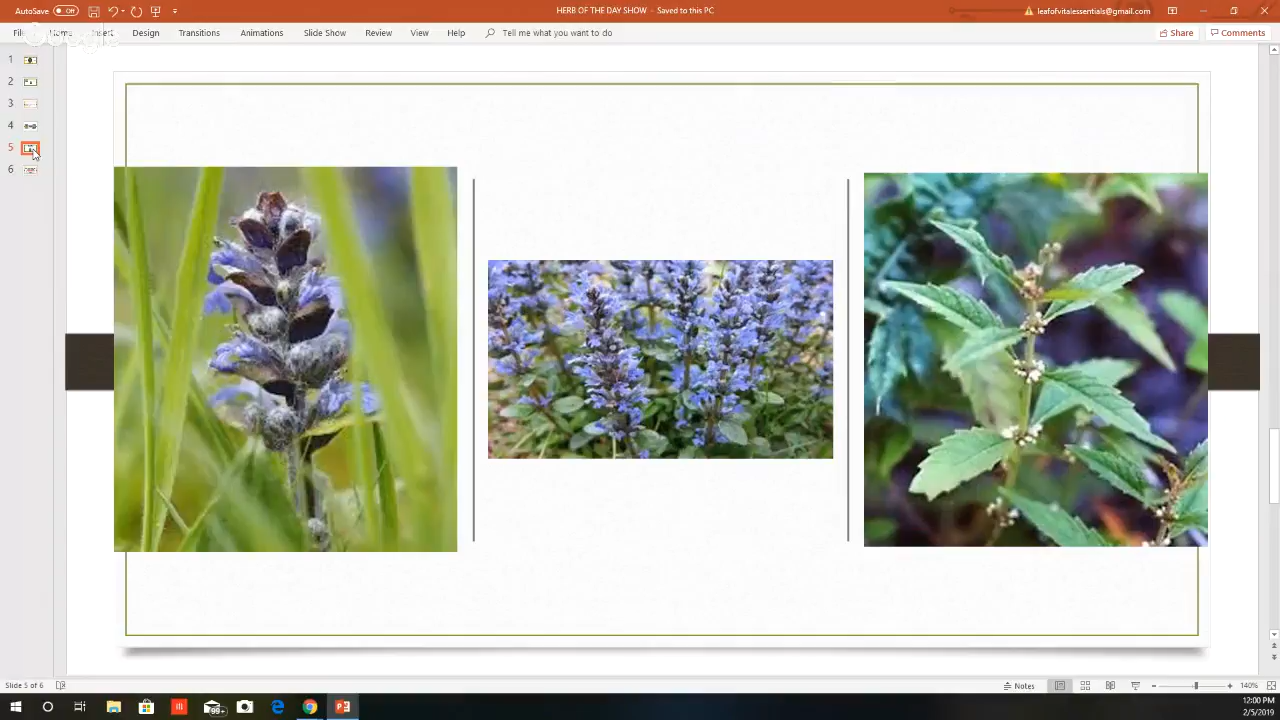 AutoSave Off
HERB OF THE DAY SHOW - Saved to this PC
leafofvitalessentials@gmail.com
File Home Insert Design Transitions Animations Slide Show Review View Help Tell me what you want to do
Share Comments
1
2
3
4
5
6
Slide 5 of 6
Notes
140%
99+
12:00 PM
2/5/2019